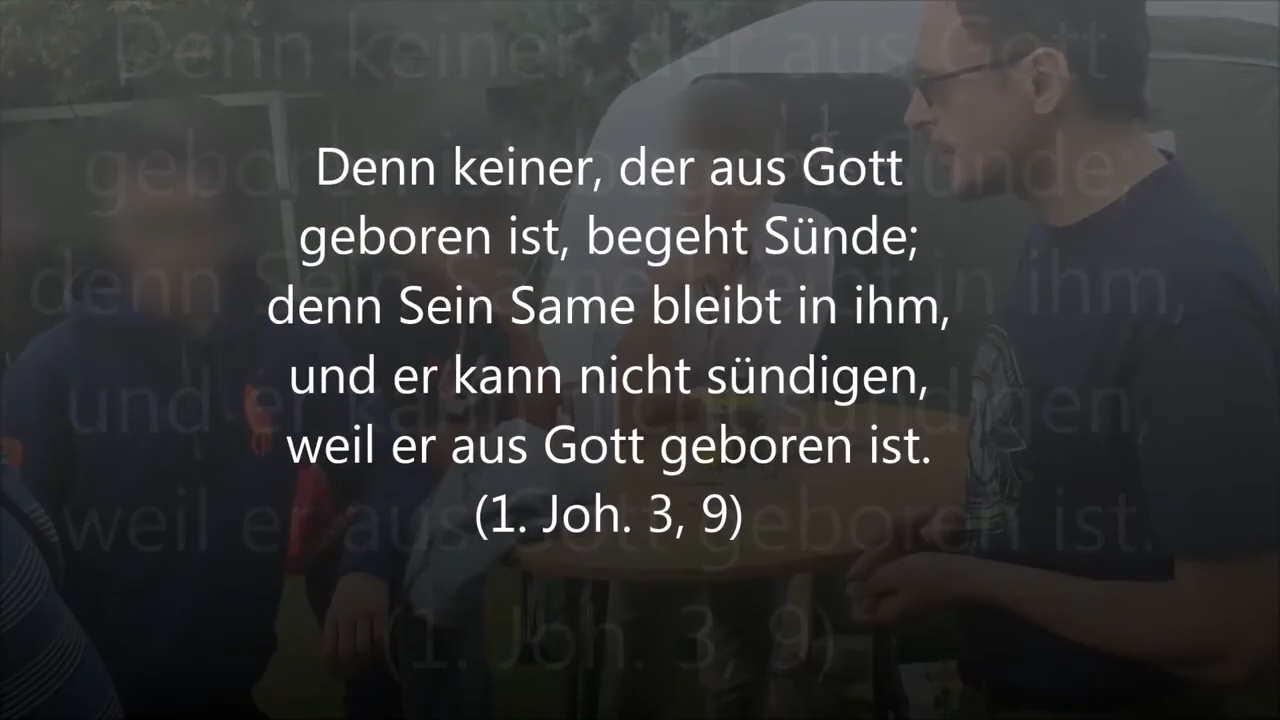 Denn keiner, der aus Gott
geboren ist, begeht Sünde;
denn Sein Same bleibt in ihm,
und er kann nicht sündigen,
weil er aus Gott geboren ist.
(1. Joh. 3, 9)